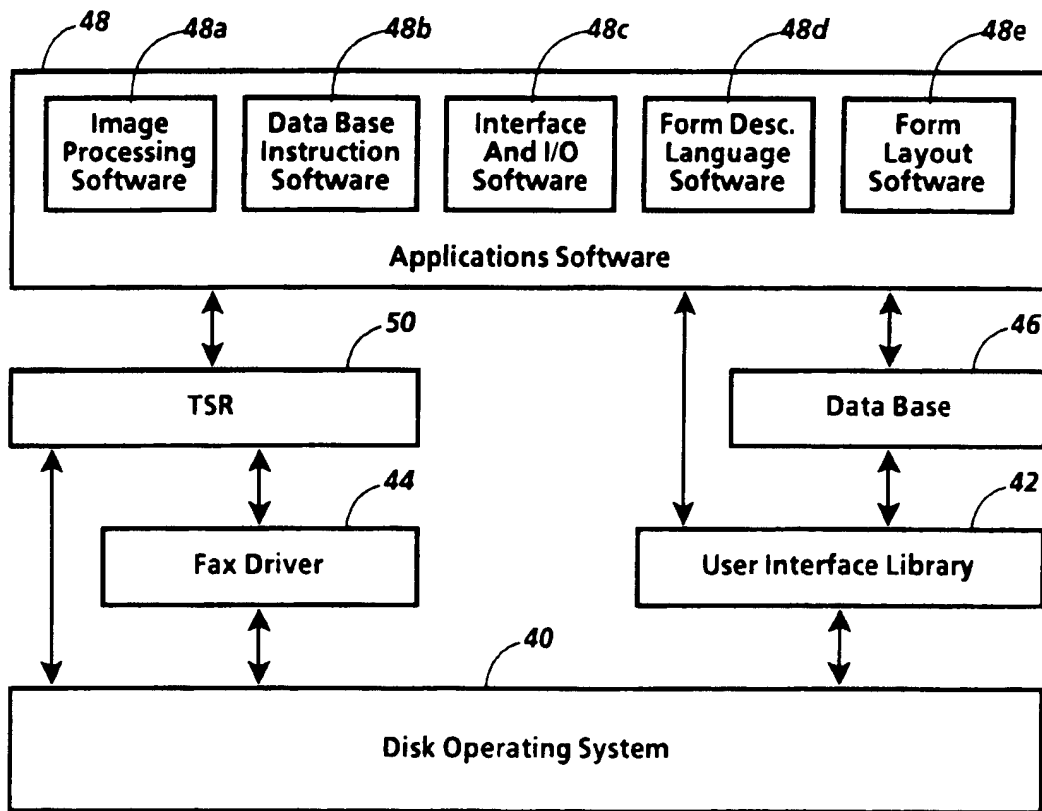 48
48a
48b
48c
48d
48e
Image
Processing
Software
Data Base
Instruction
Software
Interface
And I/O
Software
Form Desc.
Language
Software
Form
Layout
Software
Applications Software
50
46
TSR
Data Base
44
42
Fax Driver
User Interface Library
40
Disk Operating System